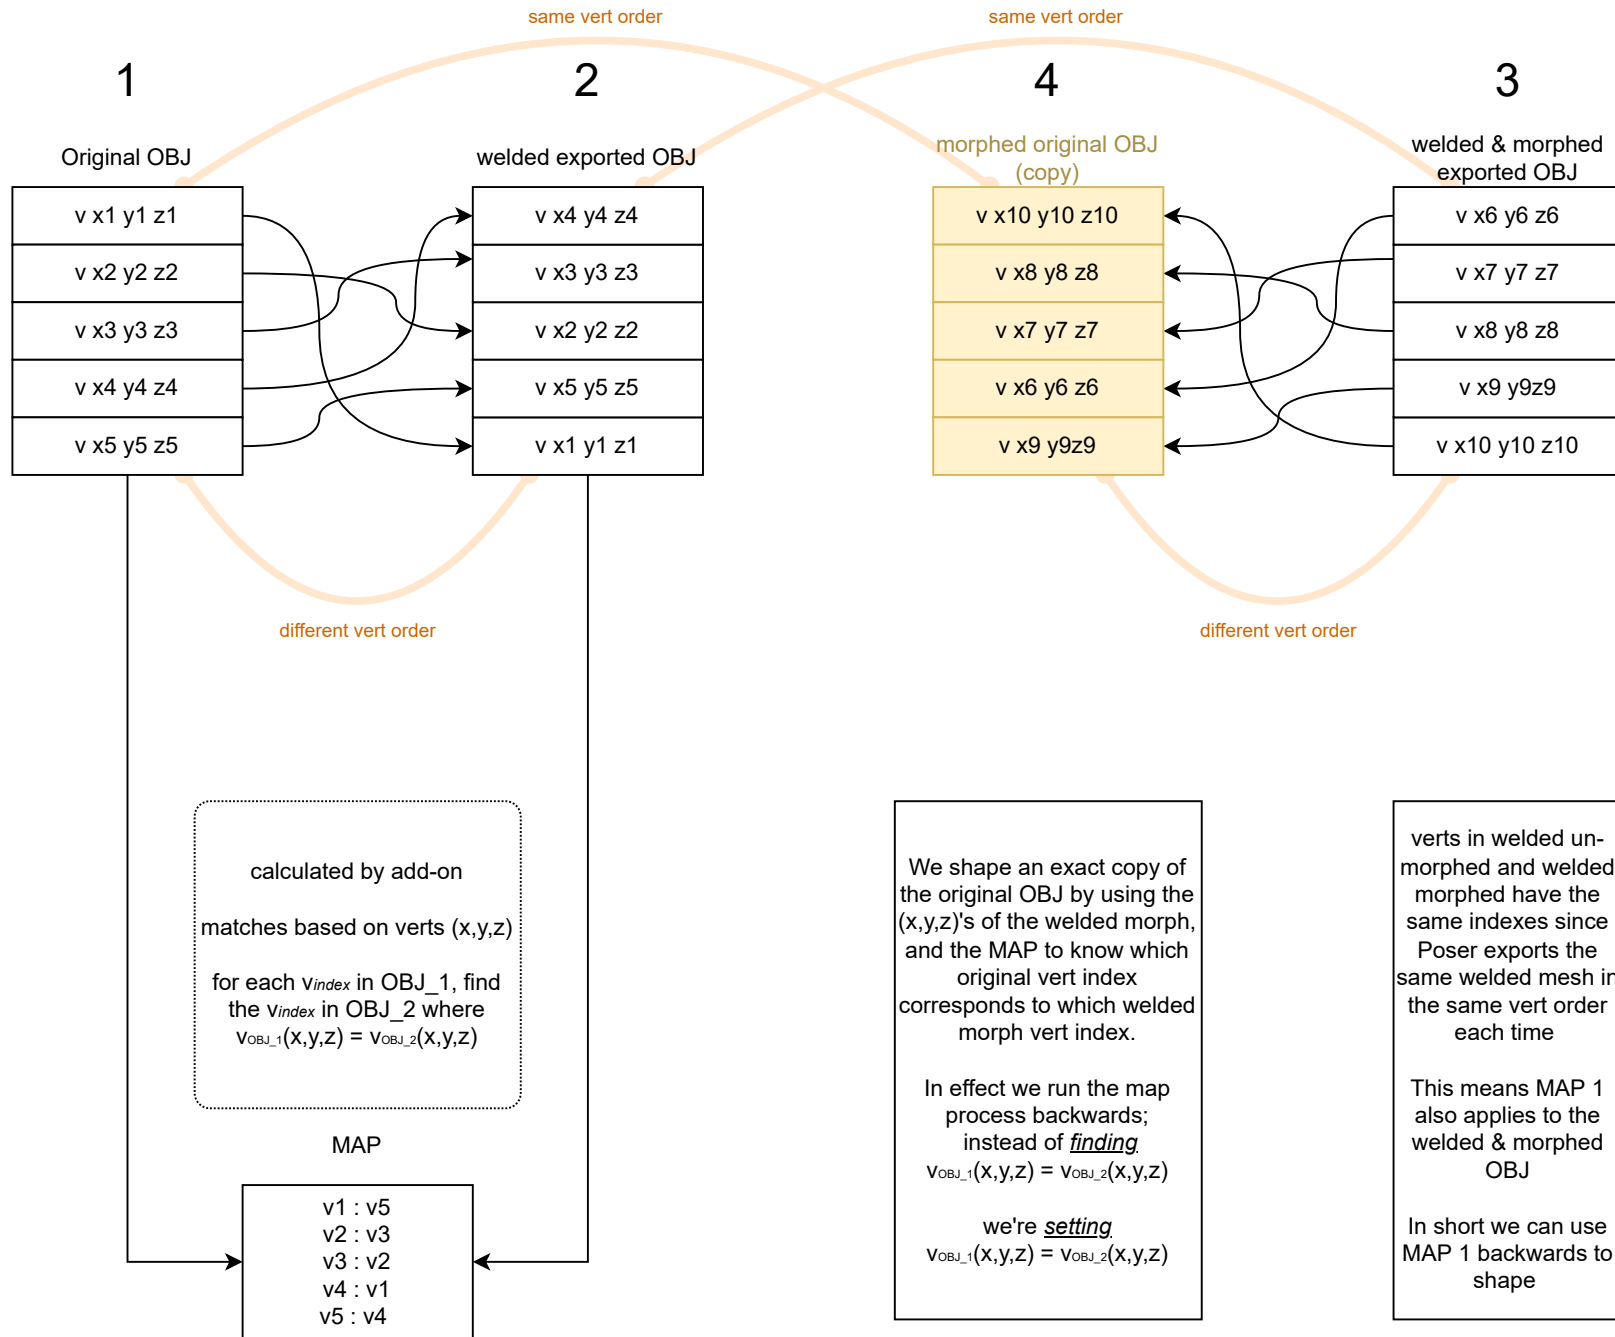 same vert order
same vert order
1
2
4
3
Original OBJ
welded exported OBJ
morphed original OBJ
(copy)
welded & morphed
exported OBJ
v x1 y1 z1
v x2 y2 z2
v x3 y3 z3
v x4 y4 z4
v x5 y5 z5
v x4 y4 z4
v x3 y3 z3
v x2 y2 z2
v x5 y5 z5
v x1 y1 z1
v x10 y10 z10
v x8 y8 z8
v x7 y7 z7
v x6 y6 z6
v x9 y9z9
v x6 y6 z6
v x7 y7 z7
v x8 y8 z8
v x9 y9z9
v x10 y10 z10
different vert order
different vert order
calculated by add-on
matches based on verts (x,y,z)
for each vindex in OBJ_1, find
the vindex in OBJ_2 where
vOBJ_1(x,y,z) = vOBJ_2(x,y,z)
MAP
v1 : v5
v2 : v3
v3 : v2
v4 : v1
v5 : v4
We shape an exact copy of
the original OBJ by using the
(x,y,z)'s of the welded morph,
and the MAP to know which
original vert index
corresponds to which welded
morph vert index.
In effect we run the map
process backwards;
instead of finding
vOBJ_1(x,y,z) = vOBJ_2(x,y,z)
we're setting
vOBJ_1(x,y,z) = vOBJ_2(x,y,z)
verts in welded un-
morphed and welded
morphed have the
same indexes since
Poser exports the
same welded mesh in
the same vert order
each time
This means MAP 1
also applies to the
welded & morphed
OBJ
In short we can use
MAP 1 backwards to
shape